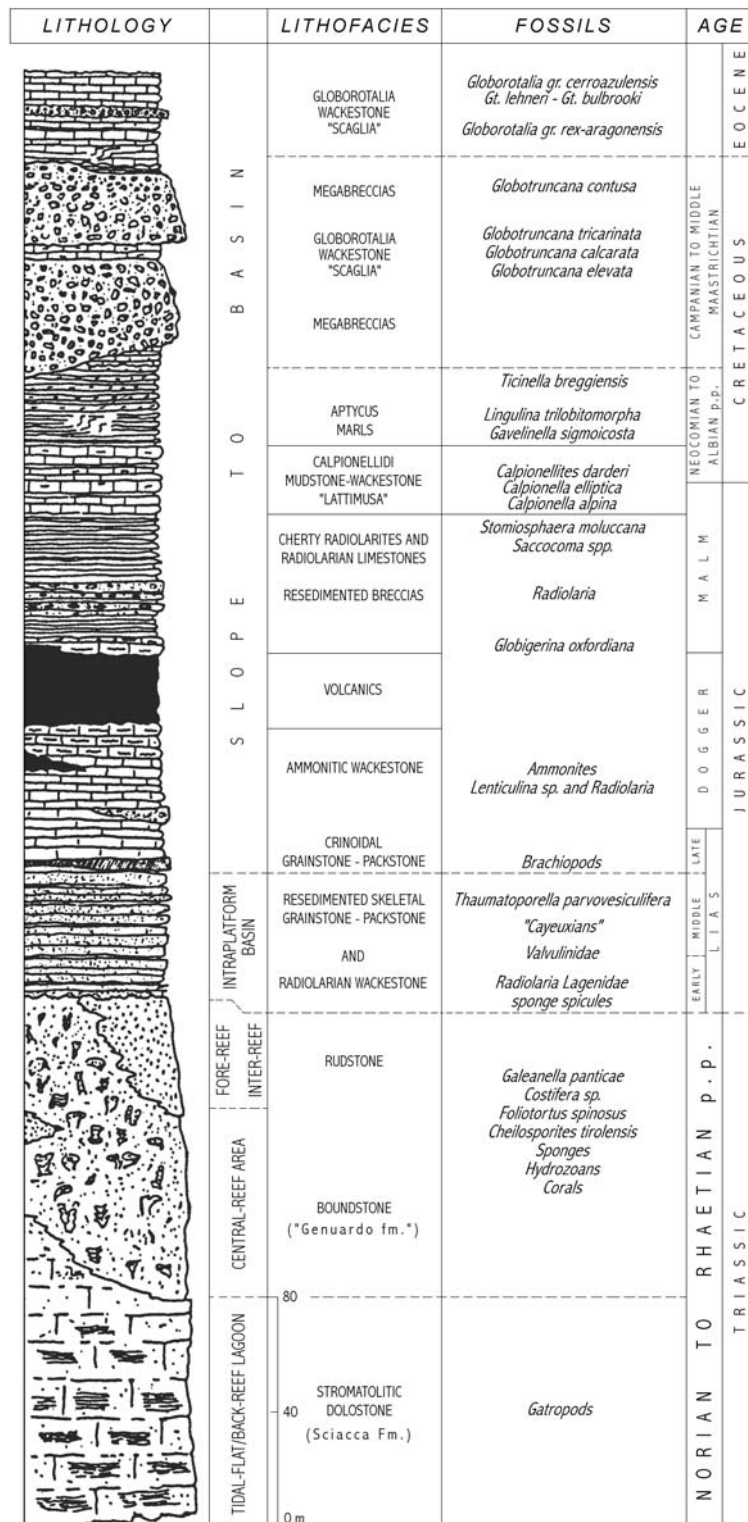 LITHOLOGY
LITHOFACIES
FOSSILS
AGE
SLOPE TO BASIN
INTRAPLATFORM
BASIN
FORE-REEF
INTER-REEF
CENTRAL-REEF AREA
TIDAL-FLAT/BACK-REEF LAGOON
GLOBOROTALIA
WACKESTONE
"SCAGLIA"
MEGABRECCIAS
GLOBOROTALIA
WACKESTONE
"SCAGLIA"
MEGABRECCIAS
APTYCUS
MARLS
CALPIONELLIDI
MUDSTONE-WACKESTONE
"LATTIMUSA"
CHERTY RADIOLARITES AND
RADIOLARIAN LIMESTONES
RESEDIMENTED BRECCIAS
VOLCANICS
AMMONITIC WACKESTONE
CRINOIDAL
GRAINSTONE - PACKSTONE
RESEDIMENTED SKELETAL
GRAINSTONE - PACKSTONE
AND
RADIOLARIAN WACKESTONE
RUDSTONE
BOUNDSTONE
("Genuardo fm.")
80
STROMATOLITIC
DOLOSTONE
40
(Sciacca Fm.)
0 m
Globorotalia gr. cerroazulensis
Gt. lehneri - Gt. bulbrooki
Globorotalia gr. rex-aragonensis
Globotruncana contusa
Globotruncana tricarinata
Globotruncana calcarata
Globotruncana elevata
Ticinella breggiensis
Lingulina trilobitomorpha
Gavelinella sigmoicosta
Calpionellites darderi
Calpionella elliptica
Calpionella alpina
Stomiosphaera moluccana
Saccocoma spp.
Radiolaria
Globigerina oxfordiana
Ammonites
Lenticulina sp. and Radiolaria
Brachiopods
Thaumatoporella parvovesiculifera
"Cayeuxians"
Valvulinidae
Radiolaria Lagenidae
sponge spicules
Galeanella panticae
Costifera sp.
Foliotortus spinosus
Cheilosporites tirolensis
Sponges
Hydrozoans
Corals
Gatropods
EOCENE
CAMPANIAN TO MIDDLE
MAASTRICHTIAN
NEOCOMIAN TO
ALBIAN p.p.
CRETACEOUS
MALM
DOGGER
LATE
MIDDLE
EARLY
LIAS
JURASSIC
NORIAN TO RHAETIAN p.p.
TRIASSIC